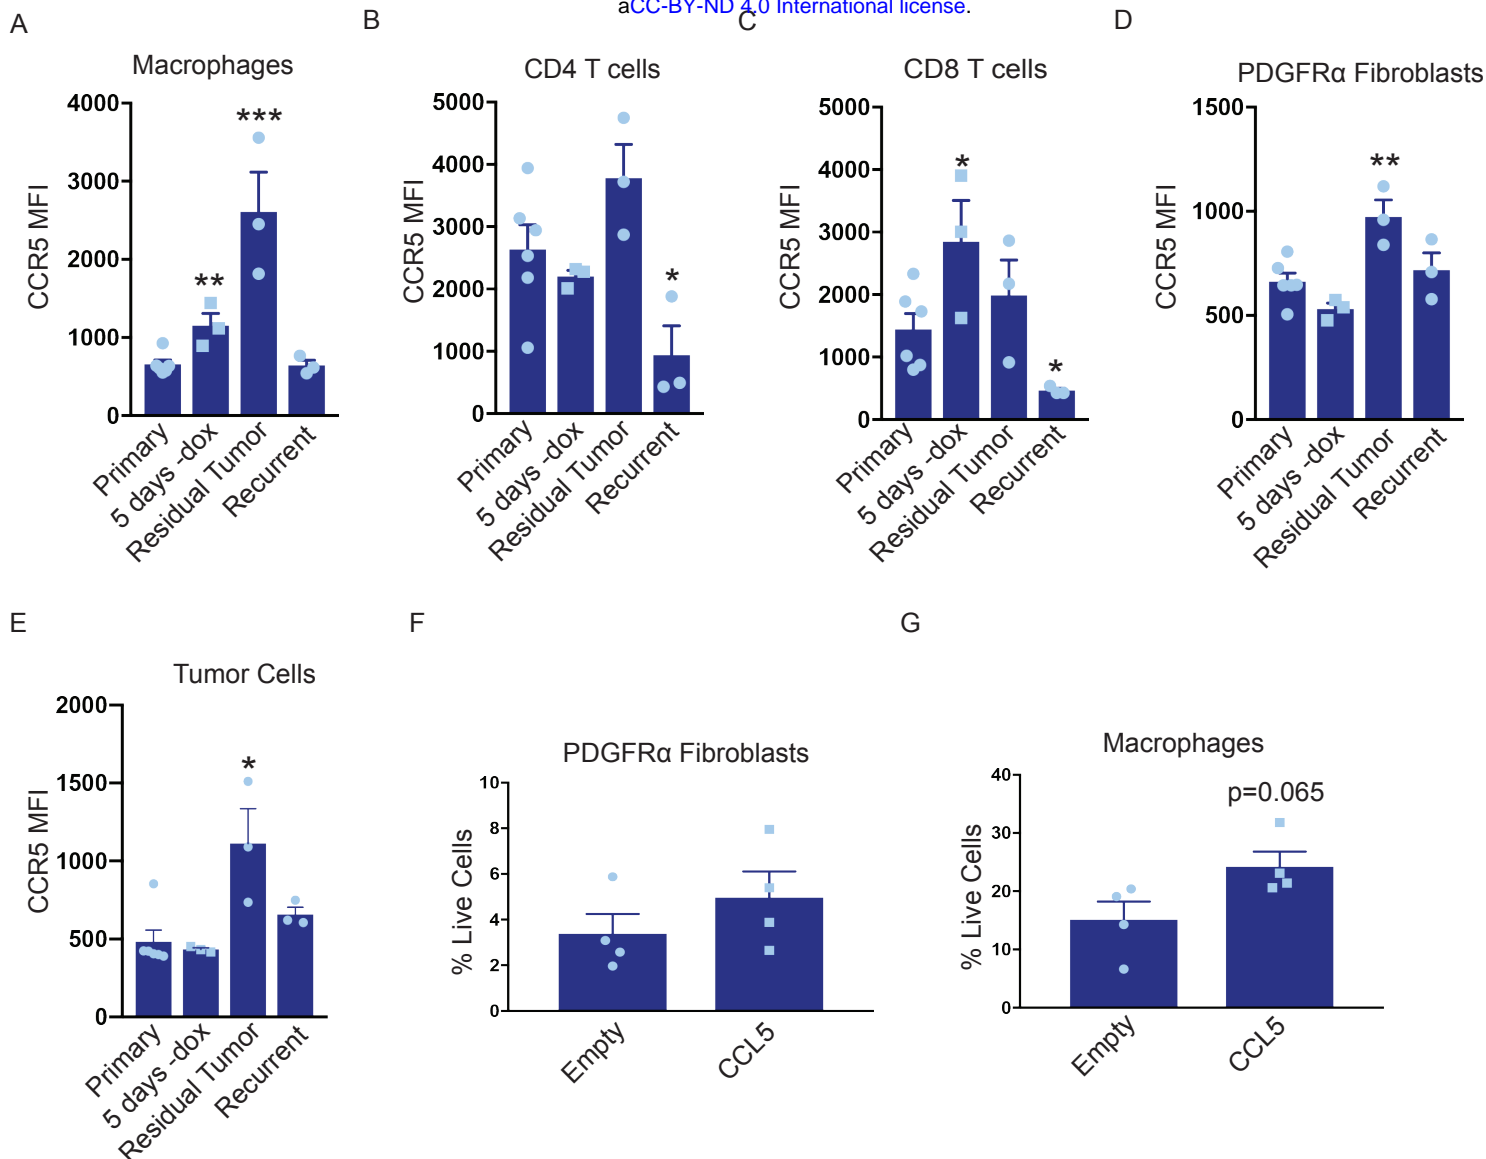 aCC-BY-ND 4.0 International license.
A
B
C
D
Macrophages
CD4 T cells
CD8 T cells
PDGFRα Fibroblasts
CCR5 MFI
4000
3000
2000
1000
0
***
**
Primary
5 days -dox
Residual Tumor
Recurrent
CCR5 MFI
5000
4000
3000
2000
1000
0
*
Primary
5 days -dox
Residual Tumor
Recurrent
CCR5 MFI
5000
4000
3000
2000
1000
0
*
*
Primary
5 days -dox
Residual Tumor
Recurrent
CCR5 MFI
1500
1000
500
0
**
Primary
5 days -dox
Residual Tumor
Recurrent
E
F
G
Tumor Cells
CCR5 MFI
2000
1500
1000
500
0
*
Primary
5 days -dox
Residual Tumor
Recurrent
PDGFRα Fibroblasts
% Live Cells
10
8
6
4
2
0
Empty
CCL5
Macrophages
% Live Cells
40
30
20
10
0
p=0.065
Empty
CCL5